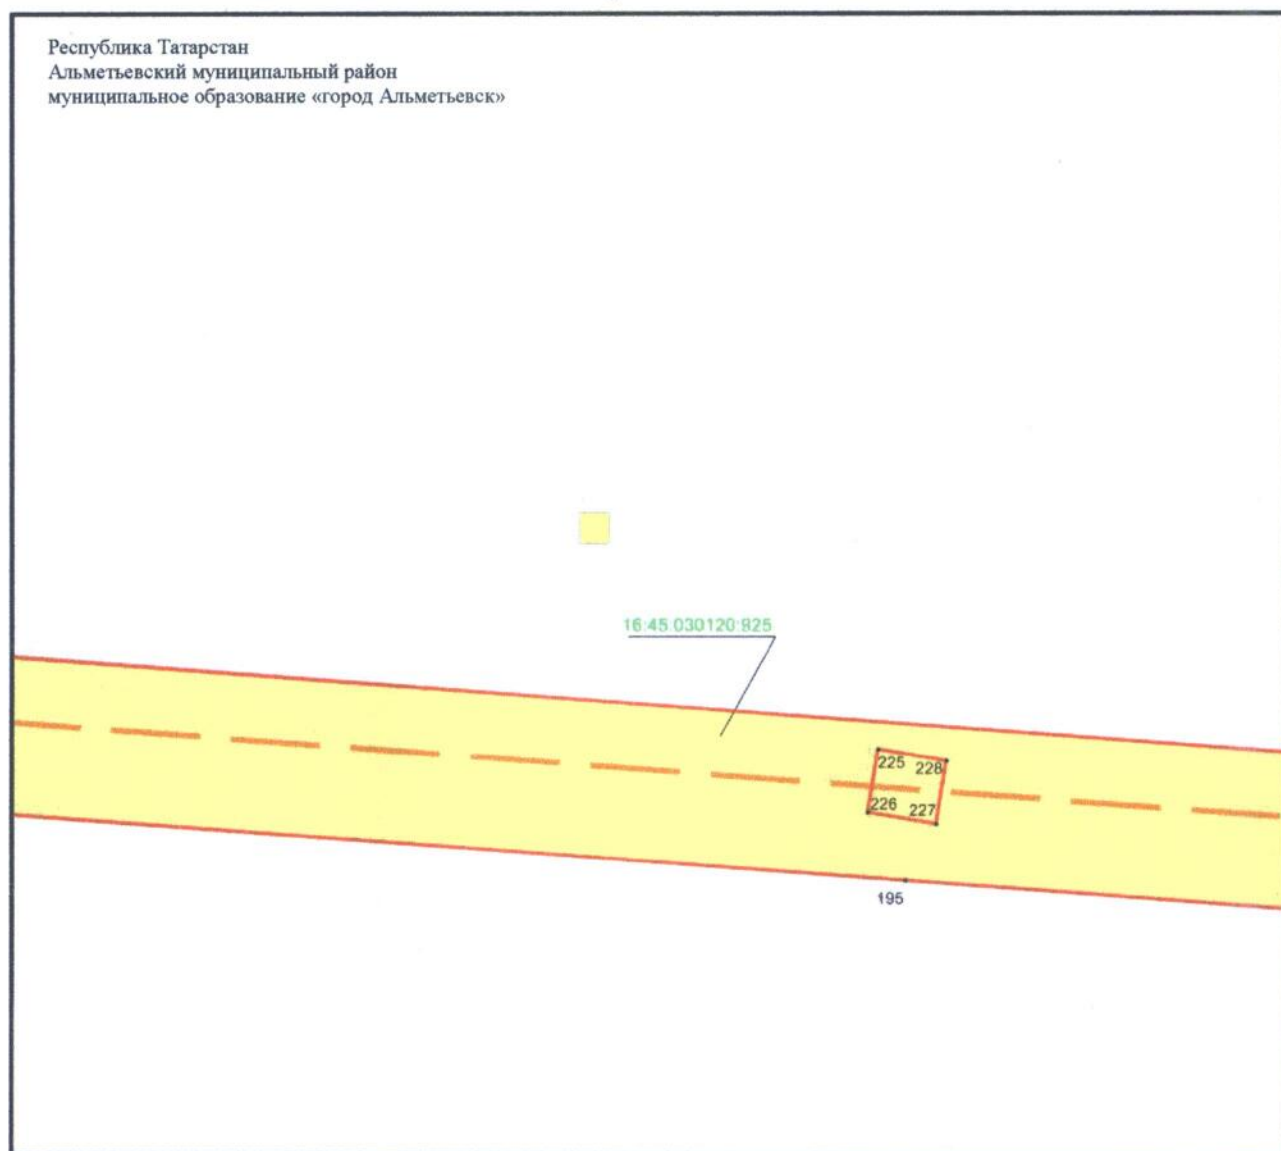 Республика Татарстан
Альметьевский муниципальный район
муниципальное образование «город Альметьевск»
16:45:030120:825
225 228
226 227
195